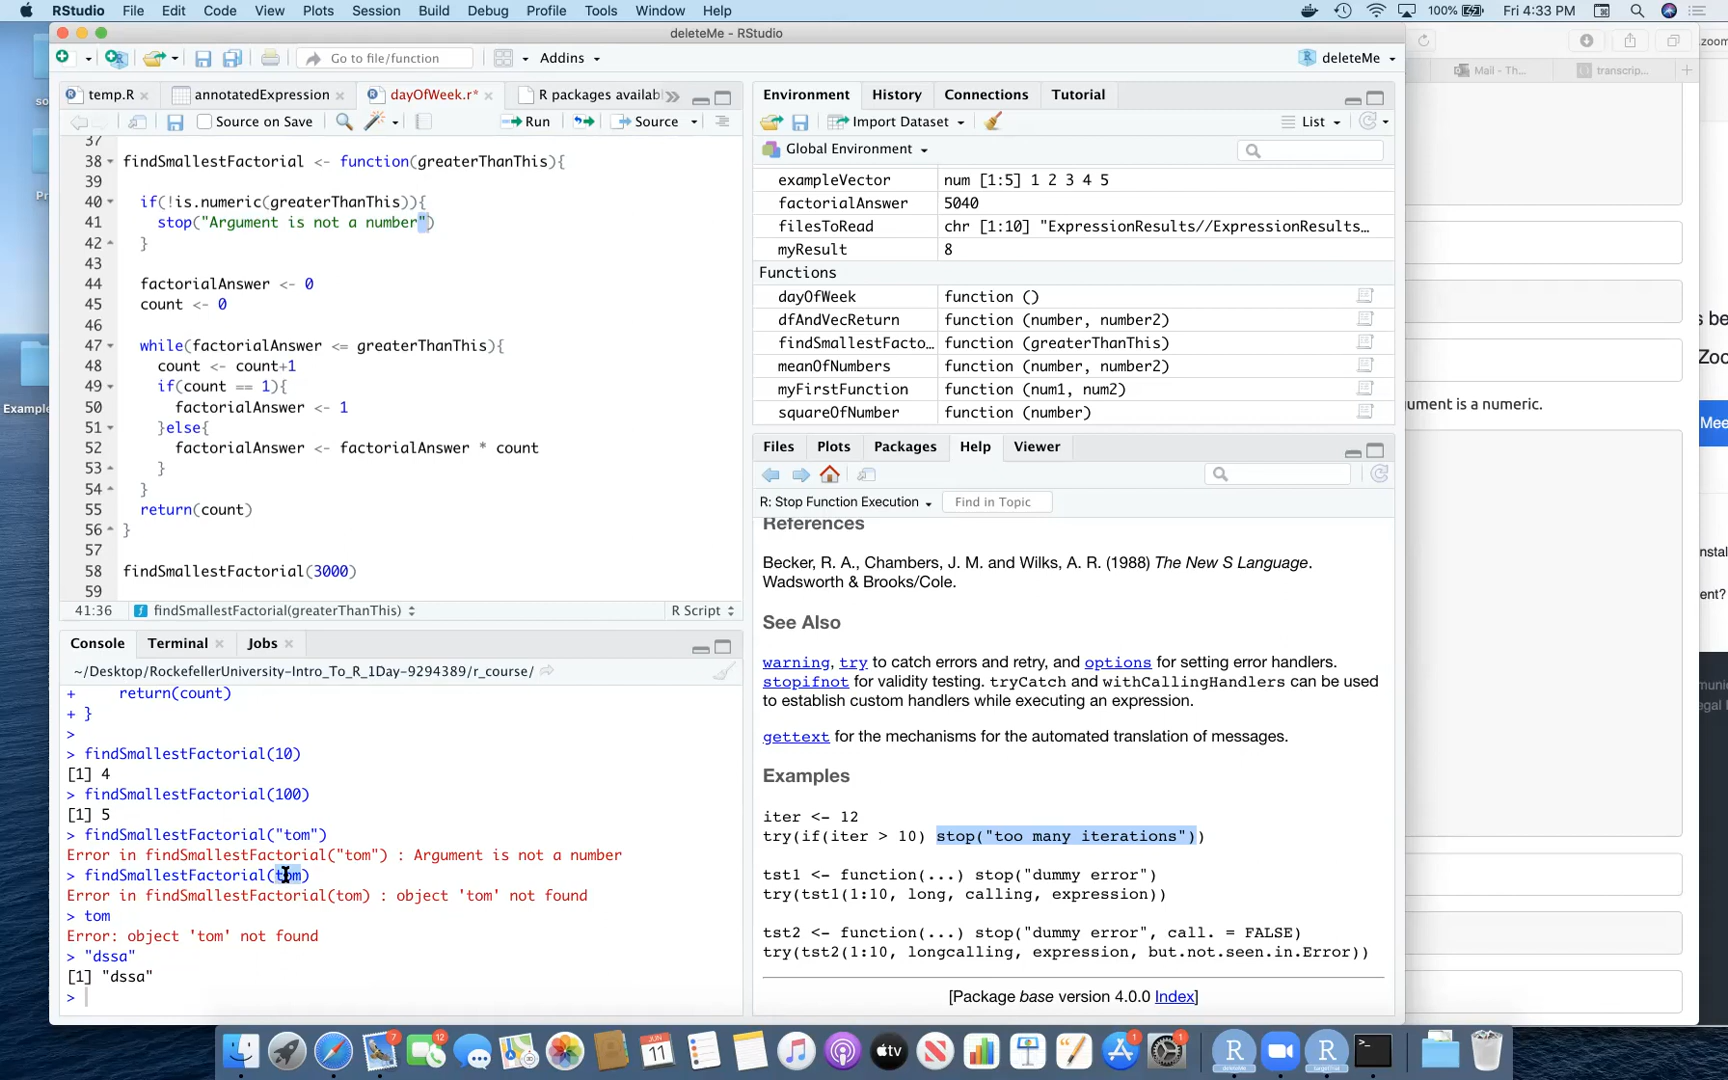 RStudio File Edit Code View Plots Session Build Debug Profile Tools Window Help
100% Fri 4:33 PM
deleteMe - RStudio
Go to file/function Addins deleteMe
temp.R annotatedExpression dayOfWeek.r* R packages availab
Source on Save Run Source
37
38 findSmallestFactorial <- function(greaterThanThis){
39
40 if(!is.numeric(greaterThanThis)){
41 stop("Argument is not a number")
42 }
43
44 factorialAnswer <- 0
45 count <- 0
46
47 while(factorialAnswer <= greaterThanThis){
48 count <- count+1
49 if(count == 1){
50 factorialAnswer <- 1
51 }else{
52 factorialAnswer <- factorialAnswer * count
53 }
54 }
55 return(count)
56 }
57
58 findSmallestFactorial(3000)
59
41:36 findSmallestFactorial(greaterThanThis) R Script
Console Terminal Jobs
~/Desktop/RockefellerUniversity-Intro_To_R_1Day-9294389/r_course/
+ return(count)
+ }
>
> findSmallestFactorial(10)
[1] 4
> findSmallestFactorial(100)
[1] 5
> findSmallestFactorial("tom")
Error in findSmallestFactorial("tom") : Argument is not a number
> findSmallestFactorial(tom)
Error in findSmallestFactorial(tom) : object 'tom' not found
> tom
Error: object 'tom' not found
> "dssa"
[1] "dssa"
>
Environment History Connections Tutorial
Import Dataset List
Global Environment
exampleVector num [1:5] 1 2 3 4 5
factorialAnswer 5040
filesToRead chr [1:10] "ExpressionResults//ExpressionResults…
myResult 8
Functions
dayOfWeek function ()
dfAndVecReturn function (number, number2)
findSmallestFacto… function (greaterThanThis)
meanOfNumbers function (number, number2)
myFirstFunction function (num1, num2)
squareOfNumber function (number)
Files Plots Packages Help Viewer
R: Stop Function Execution Find in Topic
References
Becker, R. A., Chambers, J. M. and Wilks, A. R. (1988) The New S Language.
Wadsworth & Brooks/Cole.
See Also
warning, try to catch errors and retry, and options for setting error handlers.
stopifnot for validity testing. tryCatch and withCallingHandlers can be used
to establish custom handlers while executing an expression.
gettext for the mechanisms for the automated translation of messages.
Examples
iter <- 12
try(if(iter > 10) stop("too many iterations"))
tst1 <- function(...) stop("dummy error")
try(tst1(1:10, long, calling, expression))
tst2 <- function(...) stop("dummy error", call. = FALSE)
try(tst2(1:10, longcalling, expression, but.not.seen.in.Error))
[Package base version 4.0.0 Index]
Mail - Th... transcrip...
zoom
s be
Zoo
gument is a numeric.
Mee
nstal
ent?
egal
Example
7 12 JUN 11 1 1